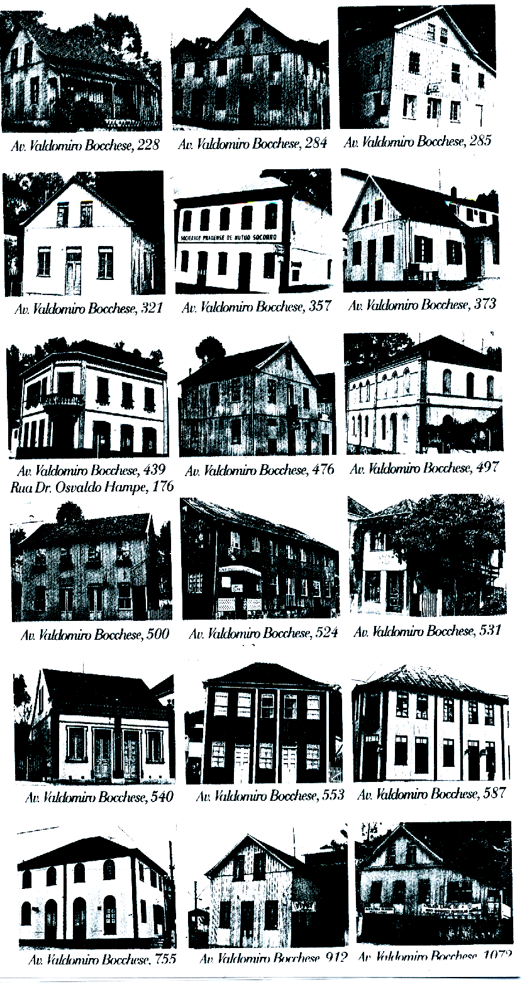 Av. Valdomiro Bocchese, 228
Av. Valdomiro Bocchese, 284
Av. Valdomiro Bocchese, 285
SOCIEDADE PRADENSE DE MUTUO SOCORRO
Av. Valdomiro Bocchese, 321
Av. Valdomiro Bocchese, 357
Av. Valdomiro Bocchese, 373
Av. Valdomiro Bocchese, 439
Rua Dr. Osvaldo Hampe, 176
Av. Valdomiro Bocchese, 476
Av. Valdomiro Bocchese, 497
Av. Valdomiro Bocchese, 500
Av. Valdomiro Bocchese, 524
Av. Valdomiro Bocchese, 531
Av. Valdomiro Bocchese, 540
Av. Valdomiro Bocchese, 553
Av. Valdomiro Bocchese, 587
Av. Valdomiro Bocchese, 755
Av. Valdomiro Bocchese, 912
Av. Valdomiro Bocchese, 1072